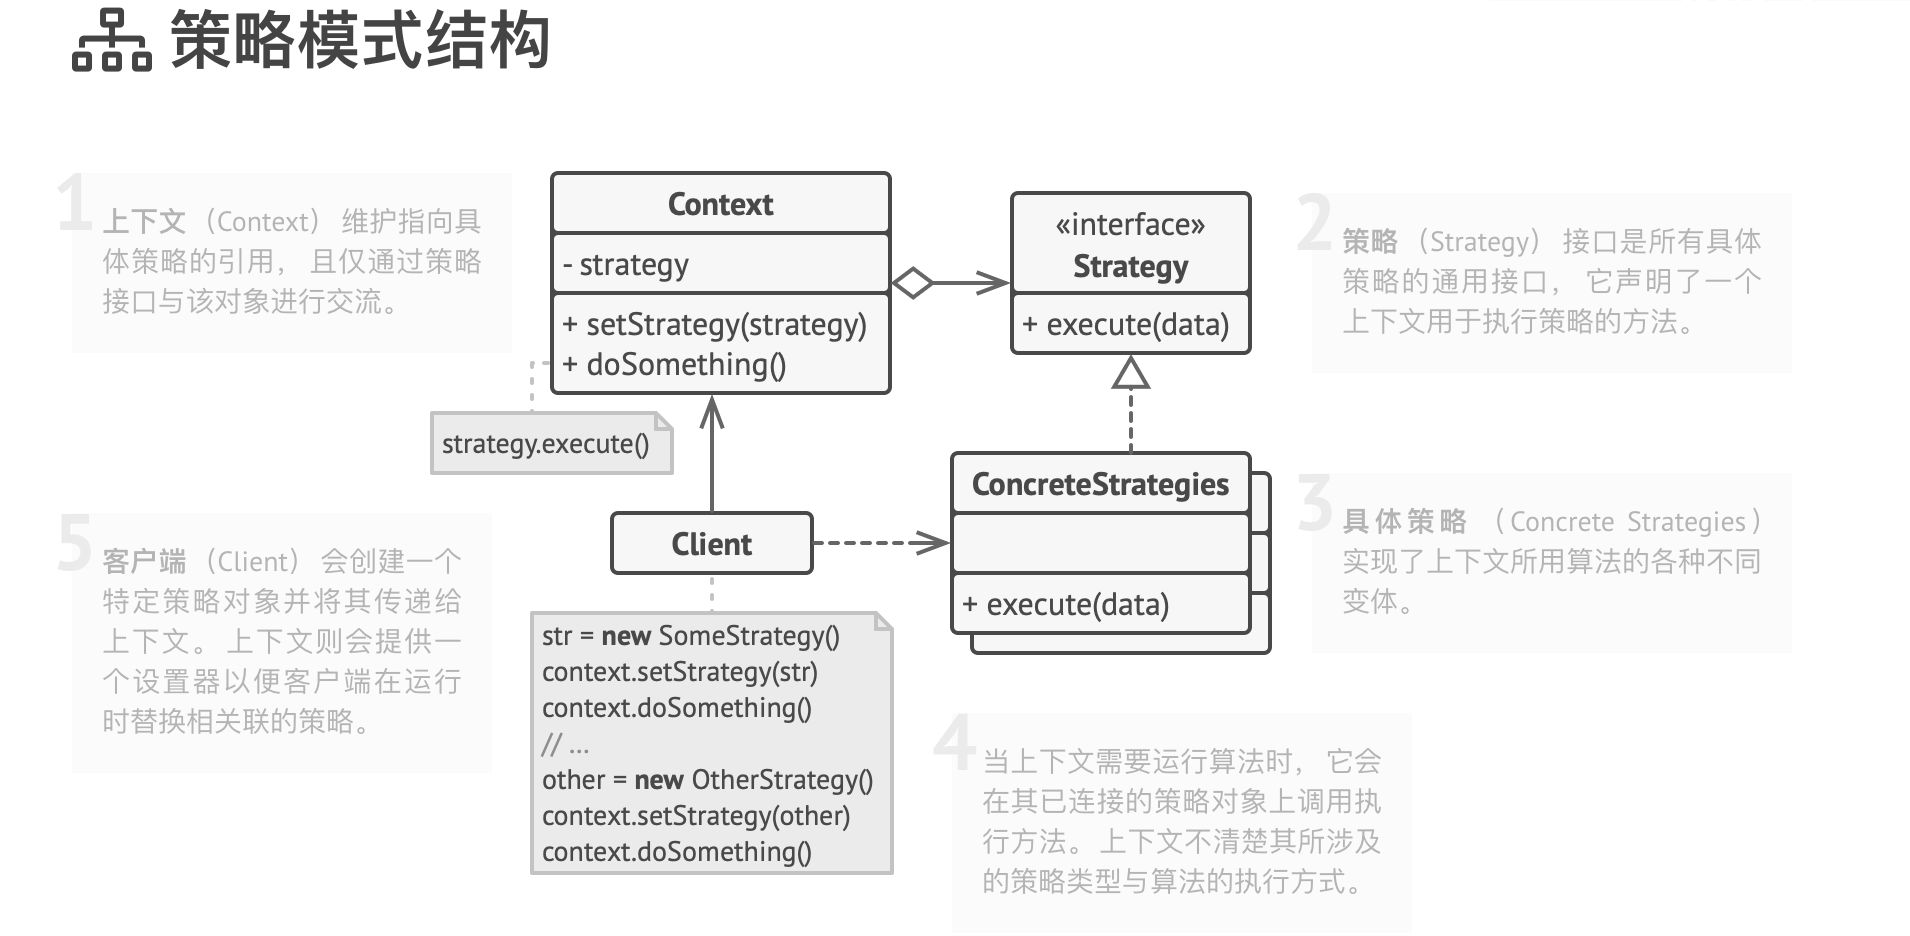 策略模式结构
1
上下文（Context） 维护指向具
体策略的引用， 且仅通过策略
接口与该对象进行交流。
Context
- strategy
+ setStrategy(strategy)
+ doSomething()
strategy.execute()
«interface»
Strategy
+ execute(data)
2
策略（Strategy） 接口是所有具体
策略的通用接口， 它声明了一个
上下文用于执行策略的方法。
ConcreteStrategies
+ execute(data)
3
具体策略 （Concrete Strategies）
实现了上下文所用算法的各种不同
变体。
Client
str = new SomeStrategy()
context.setStrategy(str)
context.doSomething()
// ...
other = new OtherStrategy()
context.setStrategy(other)
context.doSomething()
4
当上下文需要运行算法时， 它会
在其已连接的策略对象上调用执
行方法。 上下文不清楚其所涉及
的策略类型与算法的执行方式。
5
客户端（Client） 会创建一个
特定策略对象并将其传递给
上下文。 上下文则会提供一
个设置器以便客户端在运行
时替换相关联的策略。